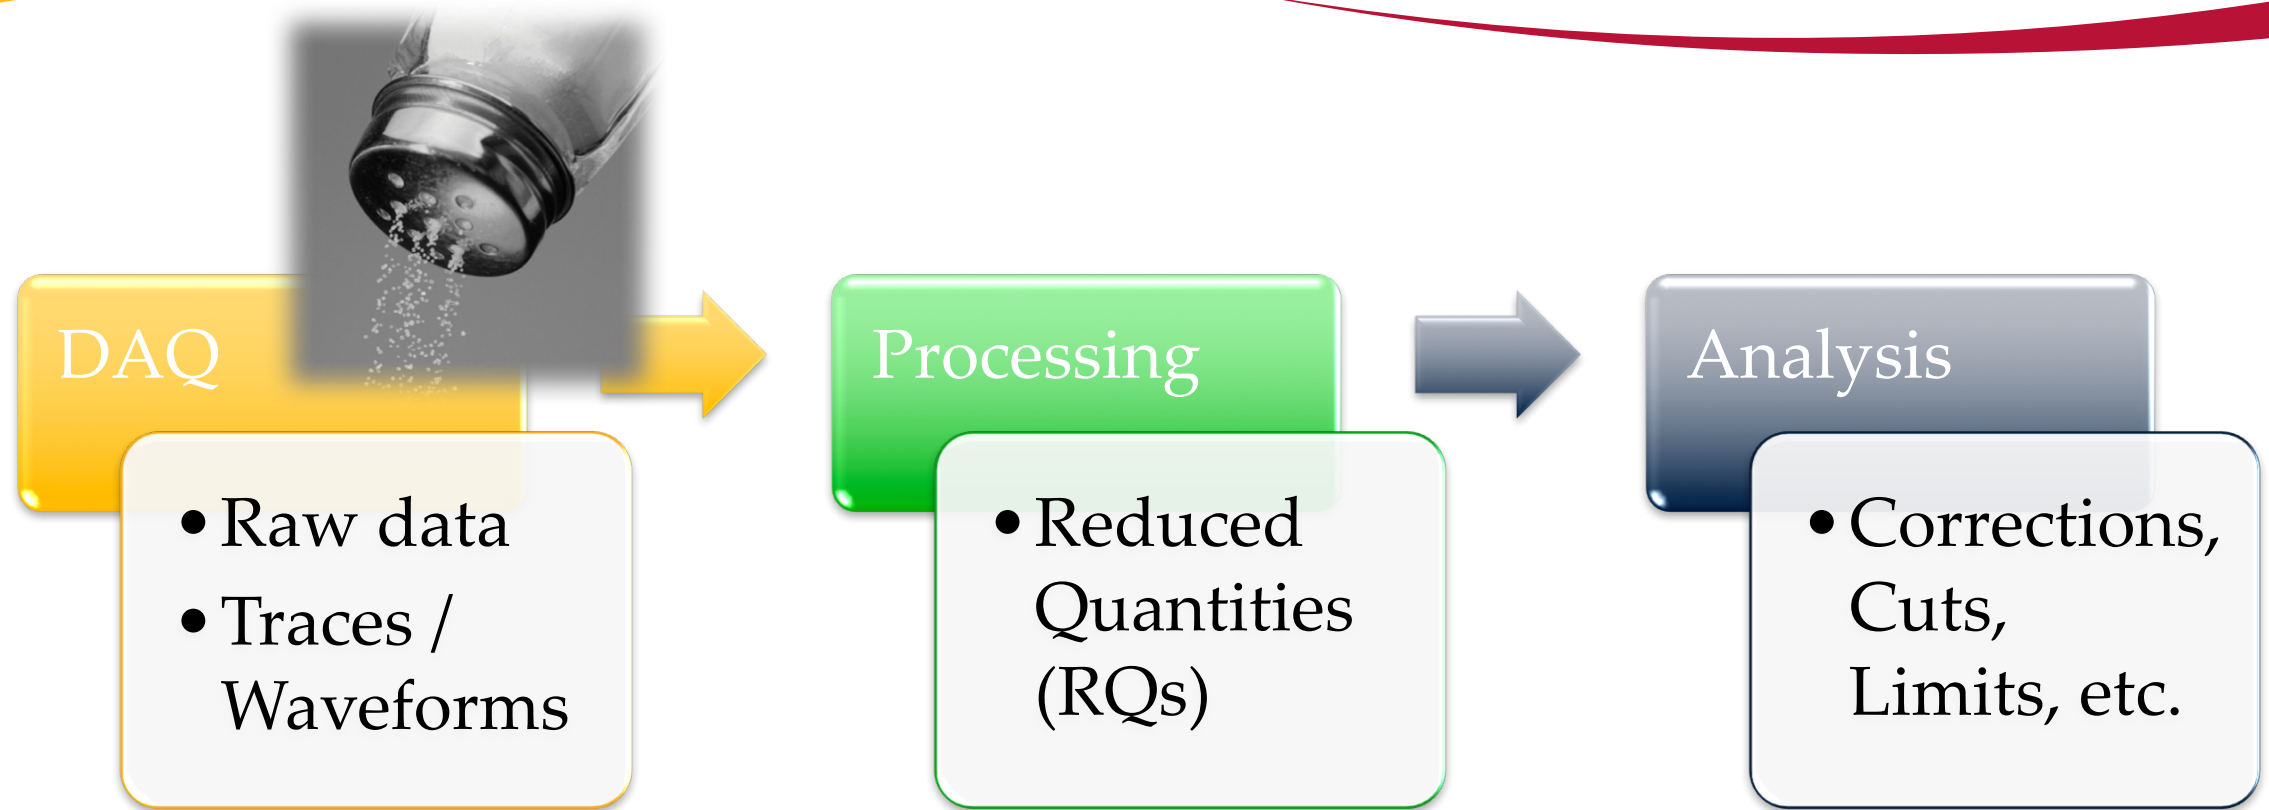 DAQ
• Raw data
• Traces /
Waveforms
Processing
• Reduced
Quantities
(RQs)
Analysis
• Corrections,
Cuts,
Limits, etc.